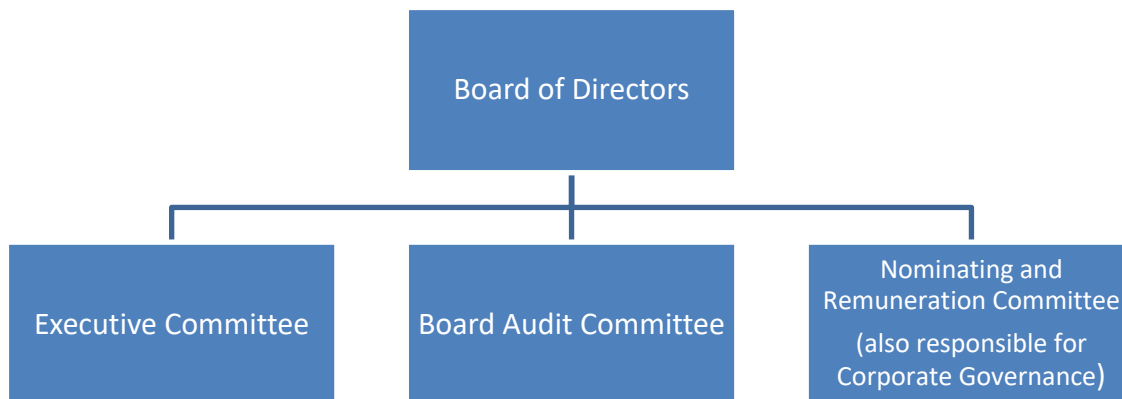 Board of Directors
Executive Committee
Board Audit Committee
Nominating and
Remuneration Committee
(also responsible for
Corporate Governance)